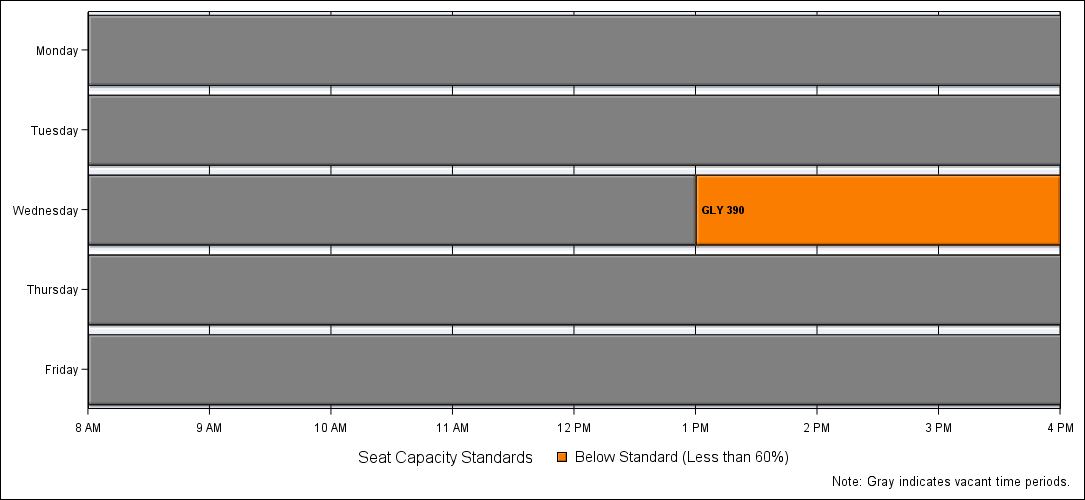 Monday
Tuesday
Wednesday
GLY 390
Thursday
Friday
8 AM 9 AM 10 AM 11 AM 12 PM 1 PM 2 PM 3 PM 4 PM
Seat Capacity Standards Below Standard (Less than 60%)
Note: Gray indicates vacant time periods.